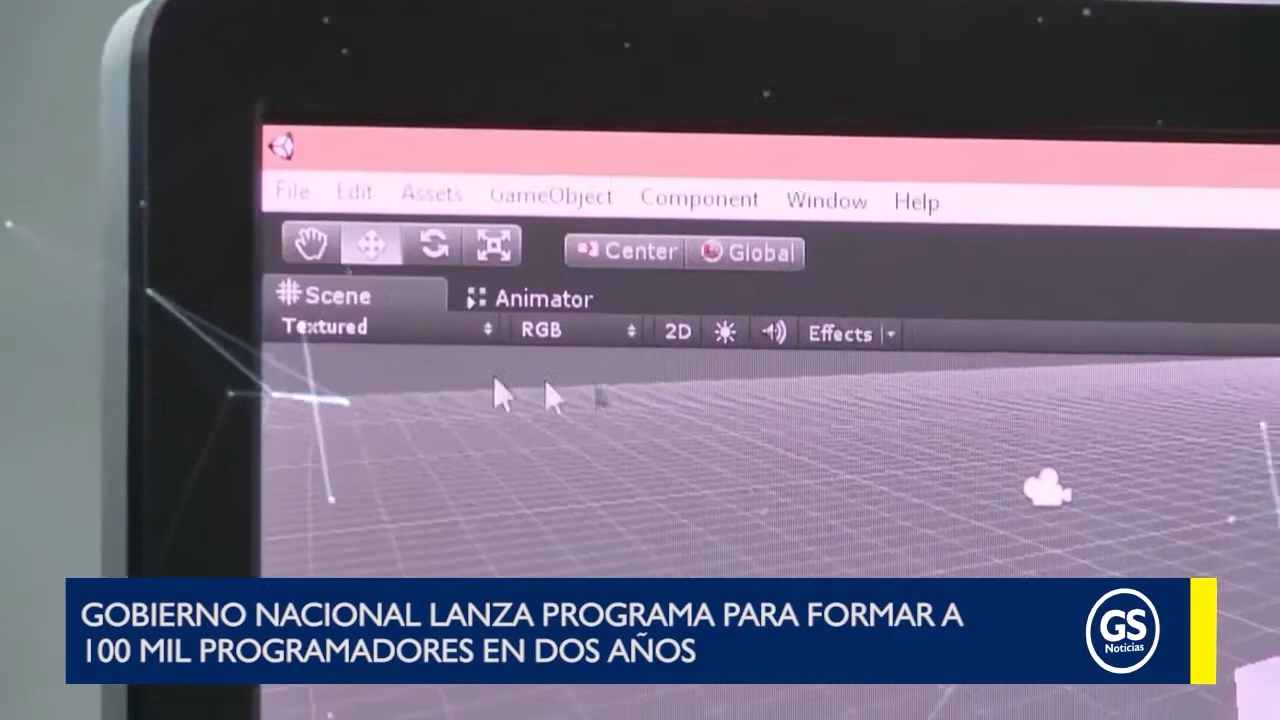 File Edit Assets GameObject Component Window Help
Center Global
Scene Animator
Textured RGB 2D Effects
GOBIERNO NACIONAL LANZA PROGRAMA PARA FORMAR A
100 MIL PROGRAMADORES EN DOS AÑOS
GS
Noticias